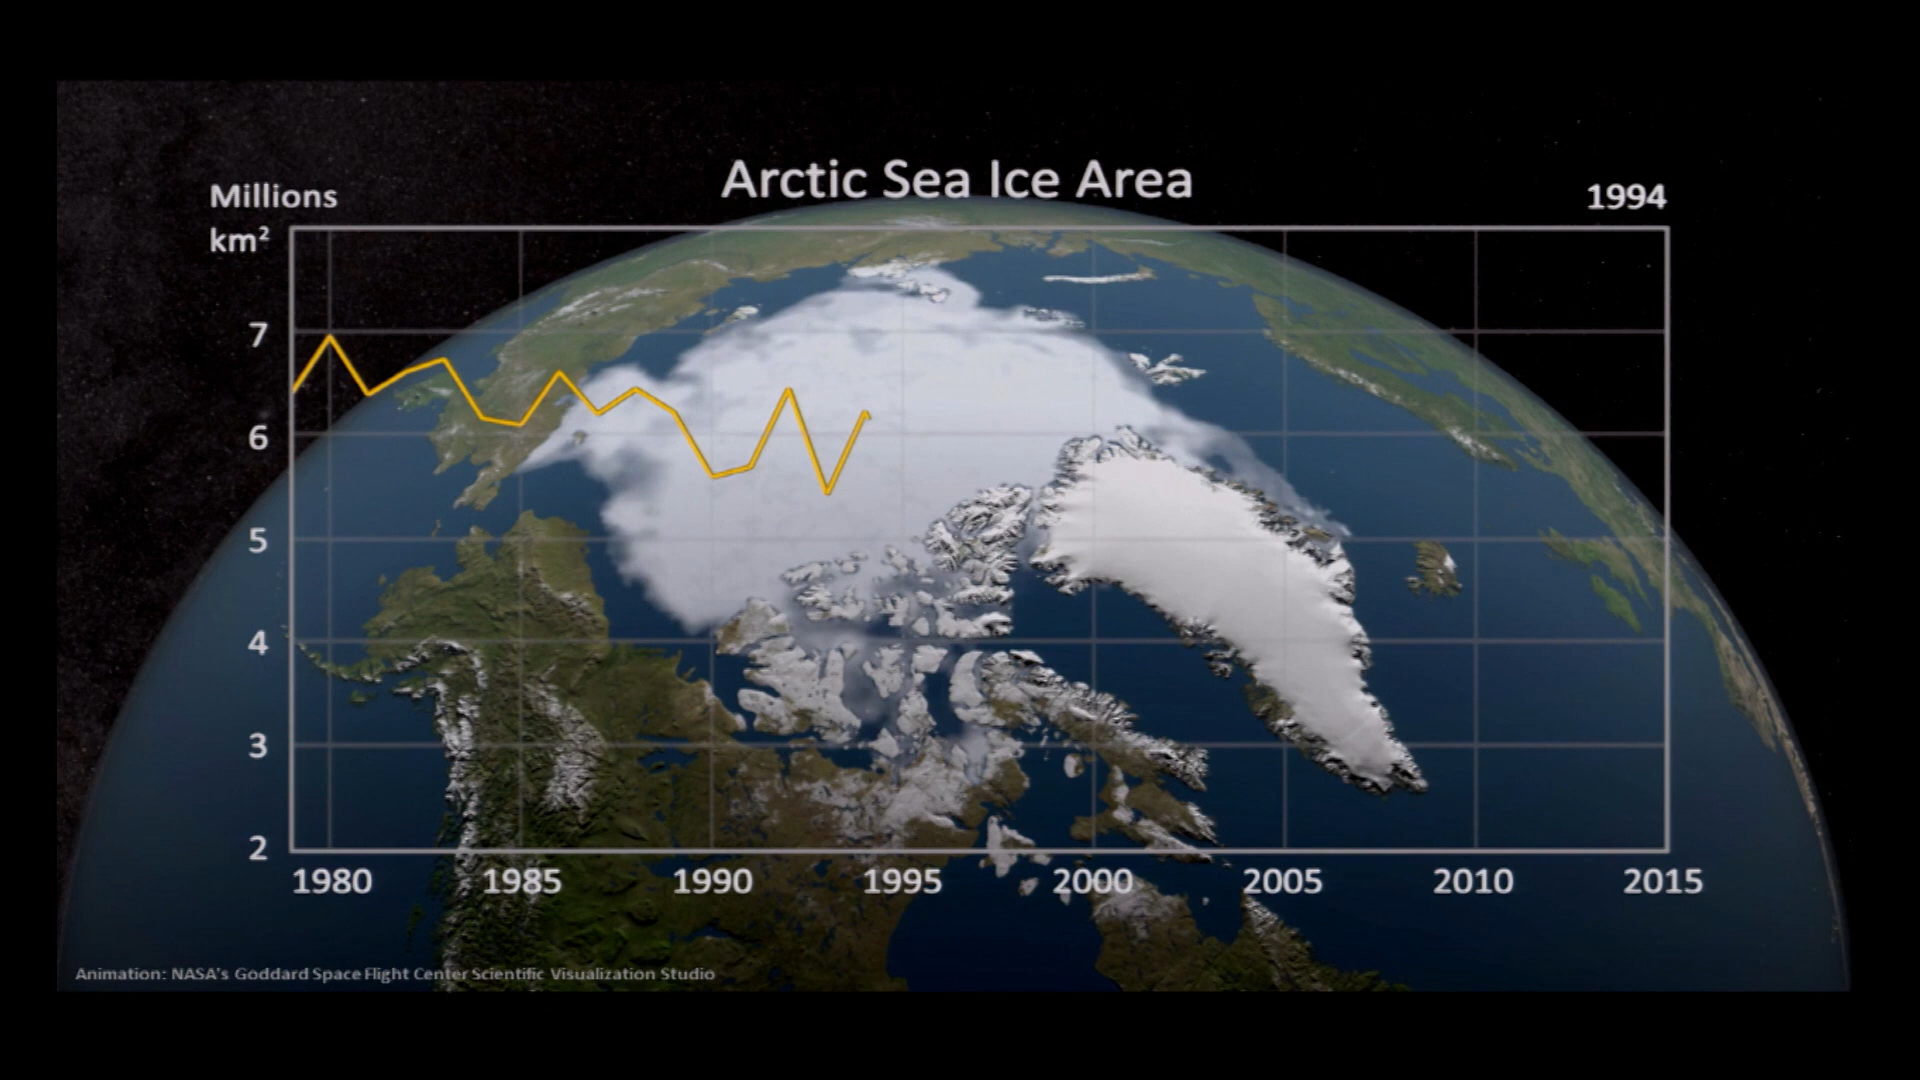 Arctic Sea Ice Area
Millions
km²
1994
7
6
5
4
3
2
1980 1985 1990 1995 2000 2005 2010 2015
Animation: NASA's Goddard Space Flight Center Scientific Visualization Studio